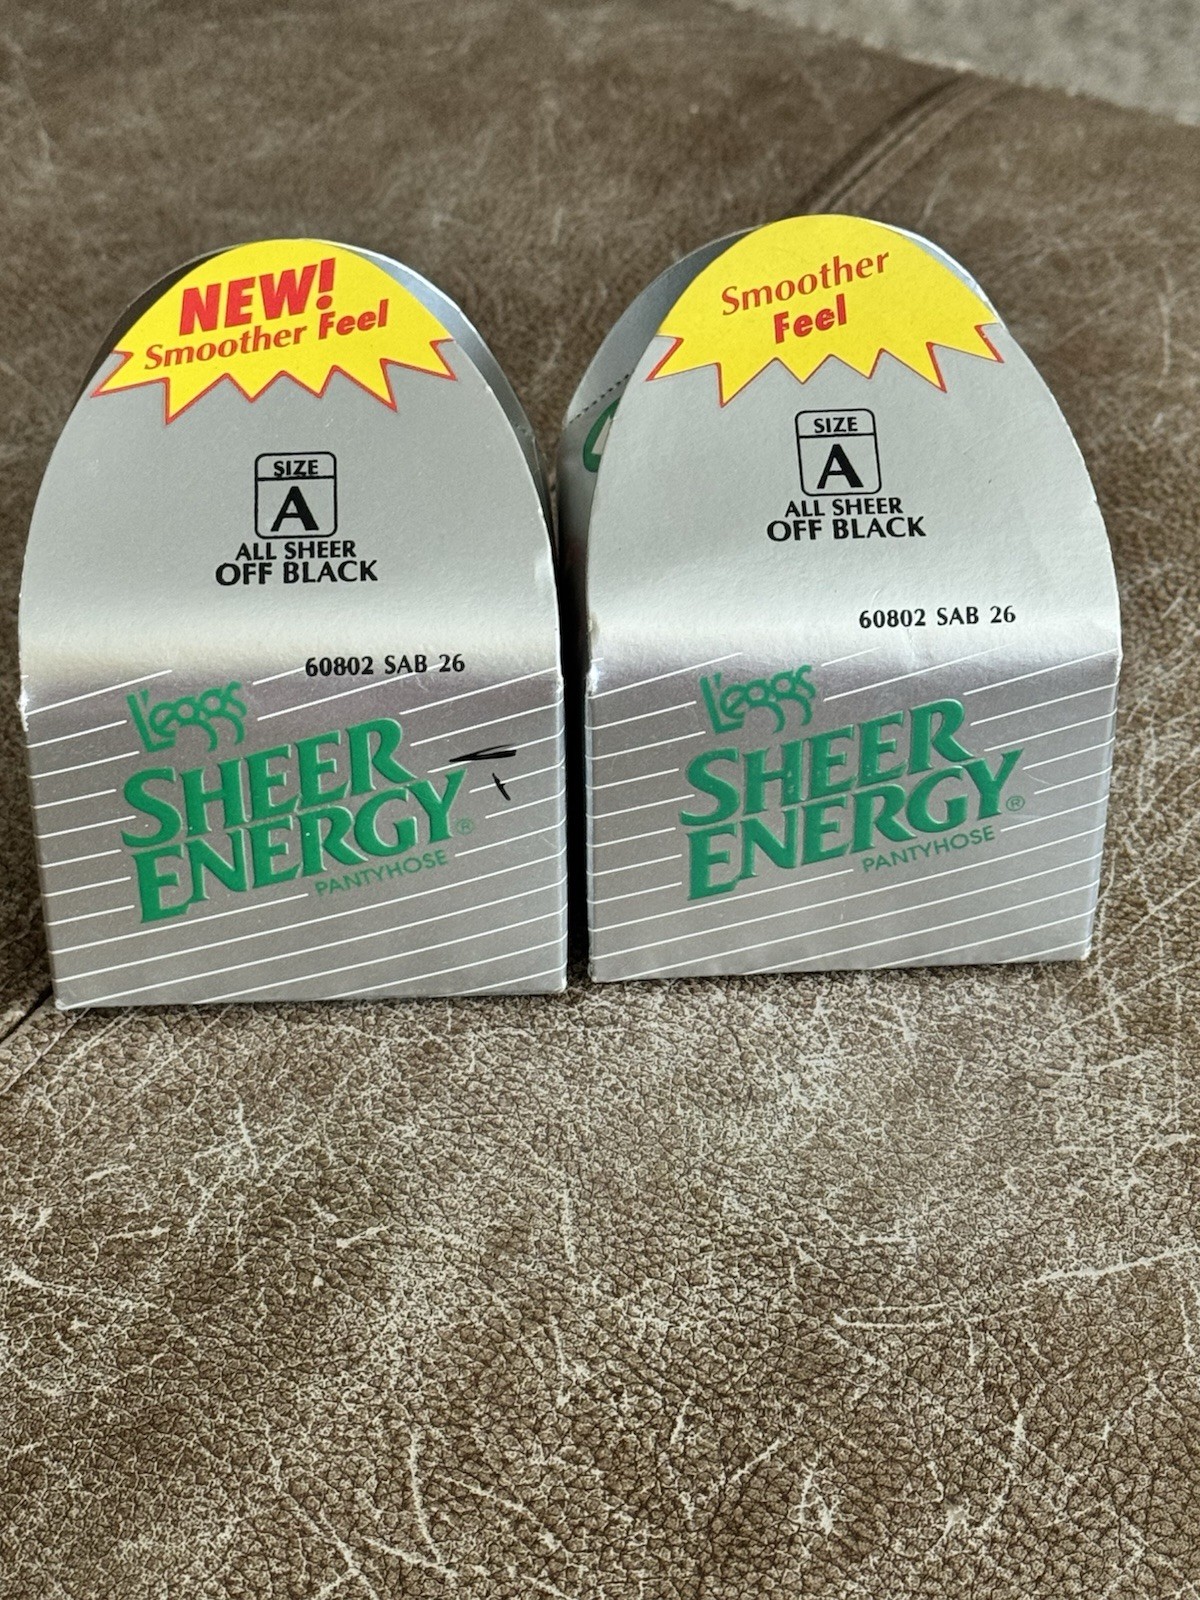 NEW!
Smoother Feel
SIZE
A
ALL SHEER
OFF BLACK
60802 SAB 26
L'eggs
SHEER
ENERGY®
PANTYHOSE
Smoother
Feel
SIZE
A
ALL SHEER
OFF BLACK
60802 SAB 26
L'eggs
SHEER
ENERGY®
PANTYHOSE